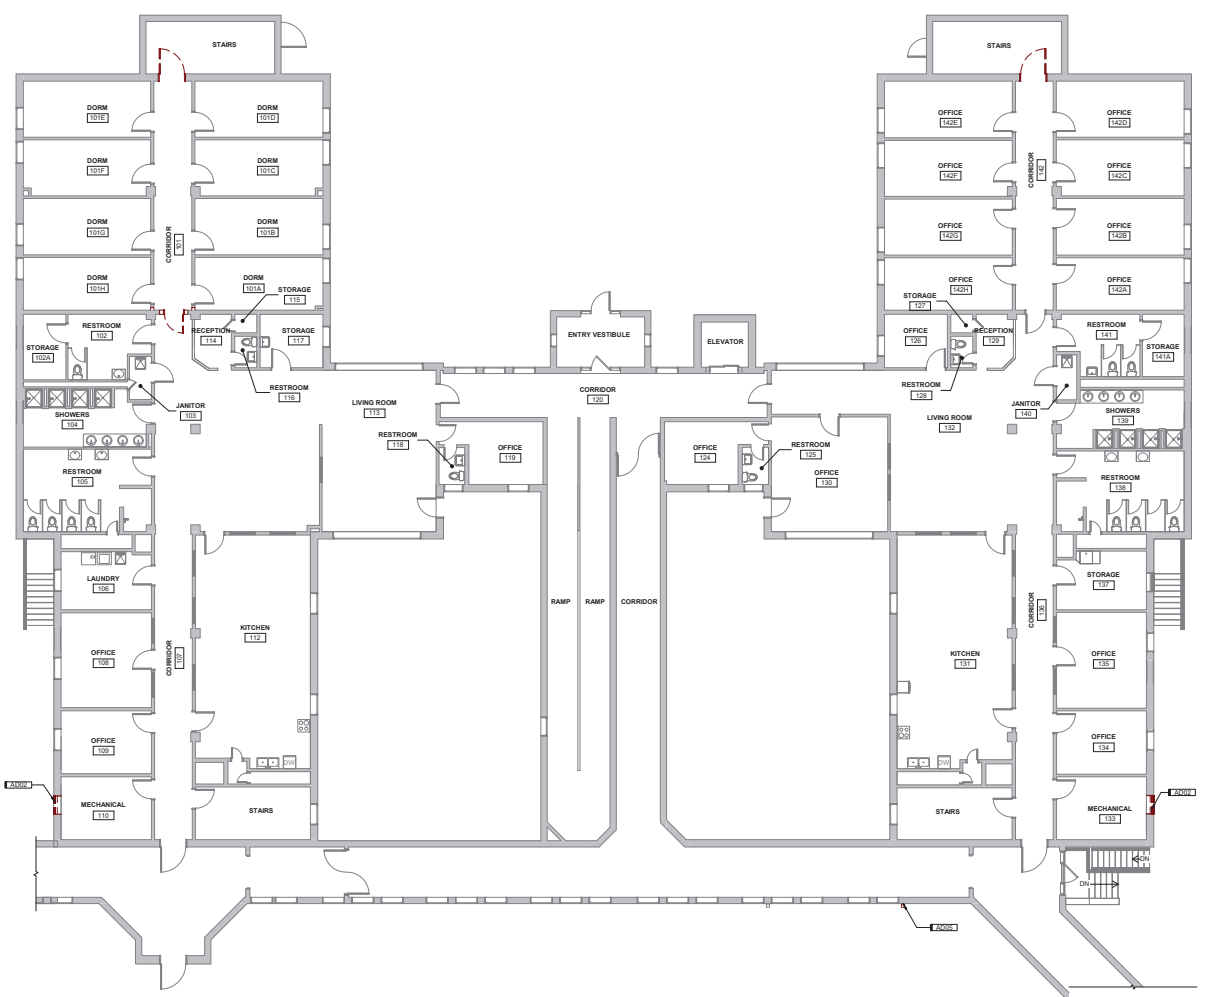 STAIRS
STAIRS
DORM
101E
DORM
101D
OFFICE
142E
OFFICE
142D
DORM
101F
DORM
101C
CORRIDOR
142
OFFICE
142F
OFFICE
142C
DORM
101G
DORM
101B
CORRIDOR
101
OFFICE
142G
OFFICE
142B
DORM
101H
DORM
101A
STORAGE
115
OFFICE
142H
OFFICE
142A
STORAGE
127
RESTROOM
102
RECEPTION
114
STORAGE
117
ENTRY VESTIBULE
ELEVATOR
OFFICE
126
RECEPTION
129
RESTROOM
141
STORAGE
102A
STORAGE
141A
RESTROOM
116
CORRIDOR
120
RESTROOM
128
JANITOR
103
LIVING ROOM
113
LIVING ROOM
132
JANITOR
140
SHOWERS
104
SHOWERS
139
RESTROOM
118
OFFICE
119
OFFICE
124
RESTROOM
125
OFFICE
130
RESTROOM
105
RESTROOM
138
LAUNDRY
106
STORAGE
137
RAMP
RAMP
CORRIDOR
CORRIDOR
136
KITCHEN
112
OFFICE
108
CORRIDOR
107
KITCHEN
131
OFFICE
135
OFFICE
109
OFFICE
134
DW
DW
AD02
AD02
MECHANICAL
110
STAIRS
STAIRS
MECHANICAL
133
DN
DN
AD05